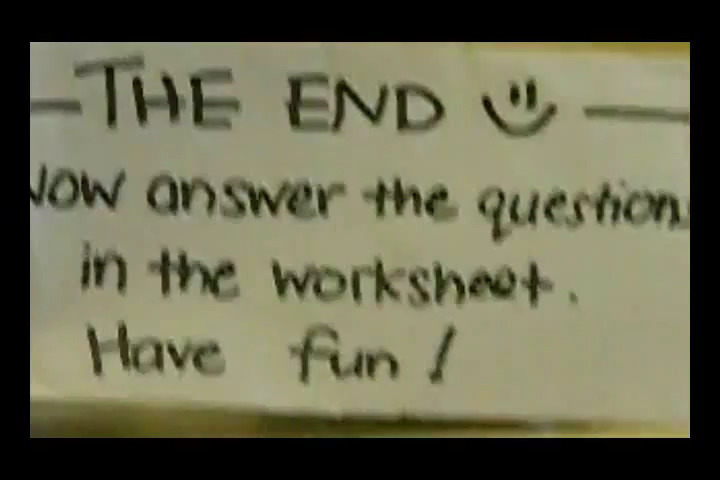 — THE END —
Now answer the questions
in the worksheet.
Have fun!